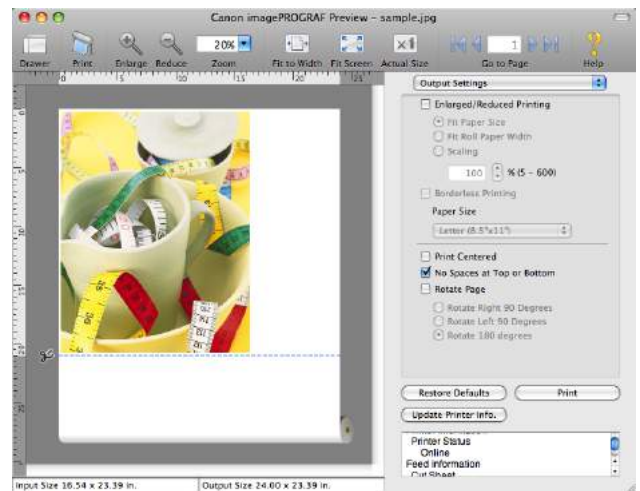 Canon imagePROGRAF Preview – sample.jpg
20%
1
Drawer Print Enlarge Reduce Zoom Fit to Width Fit Screen Actual Size Go to Page Help
Output Settings
Enlarged/Reduced Printing
Fit Paper Size
Fit Roll Paper Width
Scaling
100 % (5 - 600)
Borderless Printing
Paper Size
Letter (8.5"x11")
Print Centered
No Spaces at Top or Bottom
Rotate Page
Rotate Right 90 Degrees
Rotate Left 90 Degrees
Rotate 180 degrees
Restore Defaults Print
Update Printer Info.
Printer Status
Online
Feed information
Cut Sheet
Input Size 16.54 x 23.39 in. Output Size 24.00 x 23.39 in.